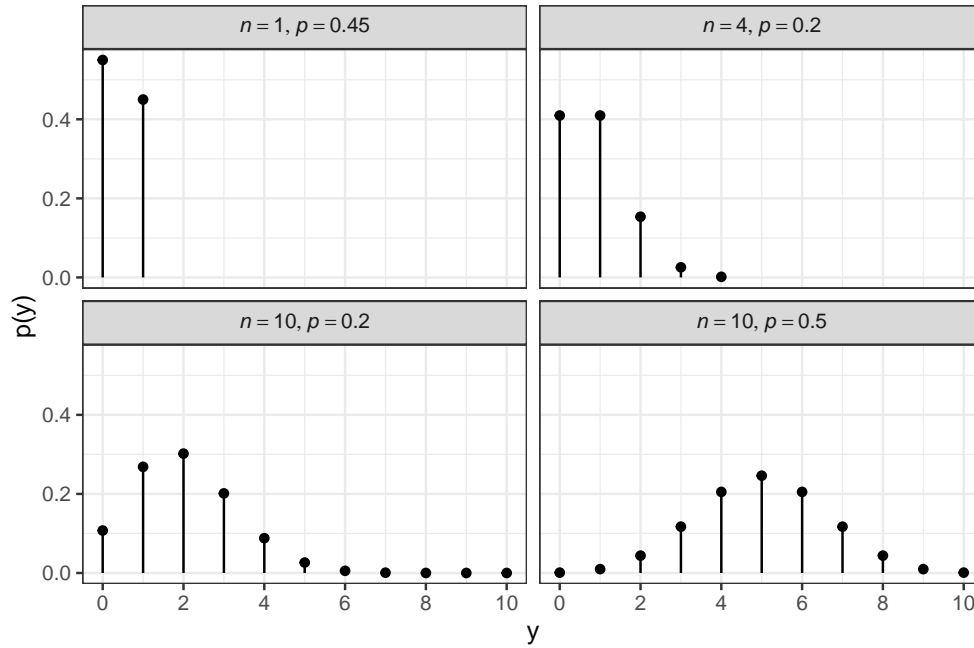 n = 1, p = 0.45
n = 4, p = 0.2
0.4
0.2
0.0
p(y)
n = 10, p = 0.2
n = 10, p = 0.5
0.4
0.2
0.0
0 2 4 6 8 10
0 2 4 6 8 10
y